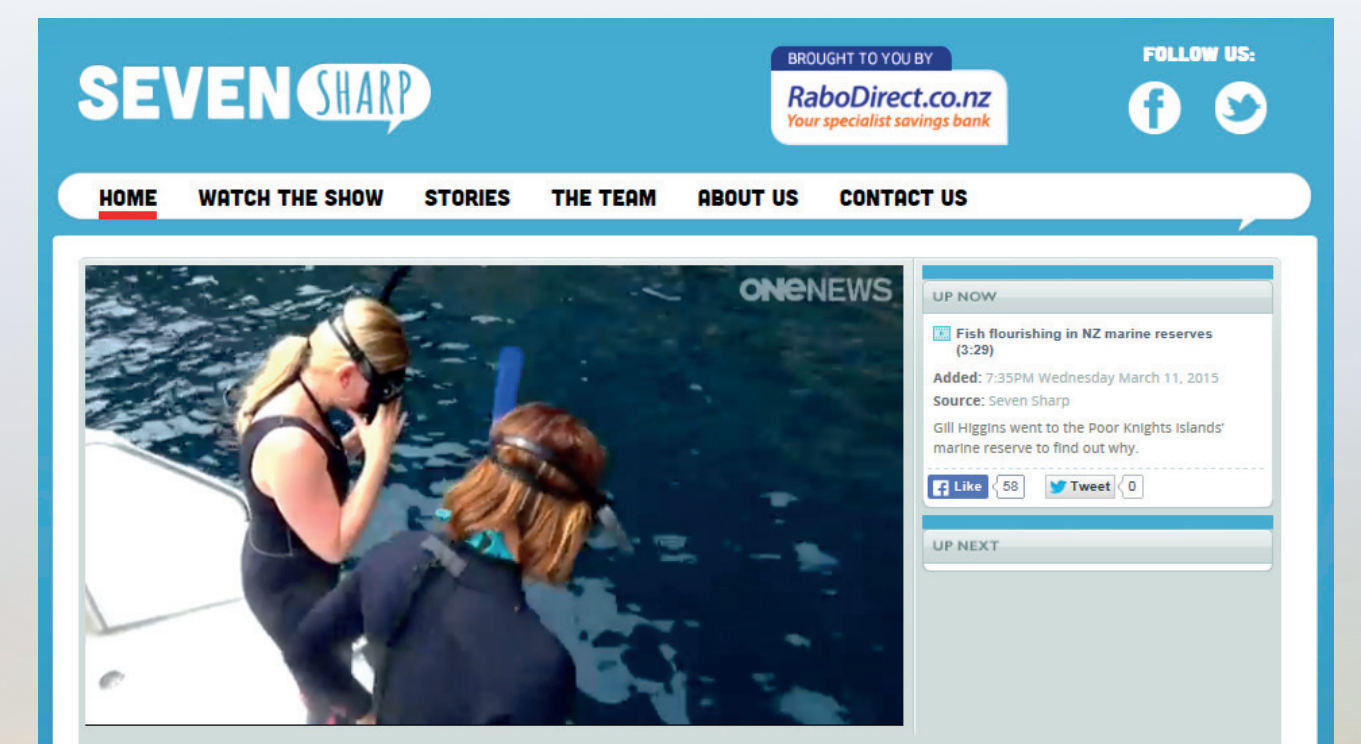 SEVEN SHARP
BROUGHT TO YOU BY
RaboDirect.co.nz
Your specialist savings bank
FOLLOW US:
HOME WATCH THE SHOW STORIES THE TEAM ABOUT US CONTACT US
ONE NEWS
UP NOW
Fish flourishing in NZ marine reserves
(3:29)
Added: 7:35PM Wednesday March 11, 2015
Source: Seven Sharp
Gill Higgins went to the Poor Knights Islands'
marine reserve to find out why.
Like 58 Tweet 0
UP NEXT